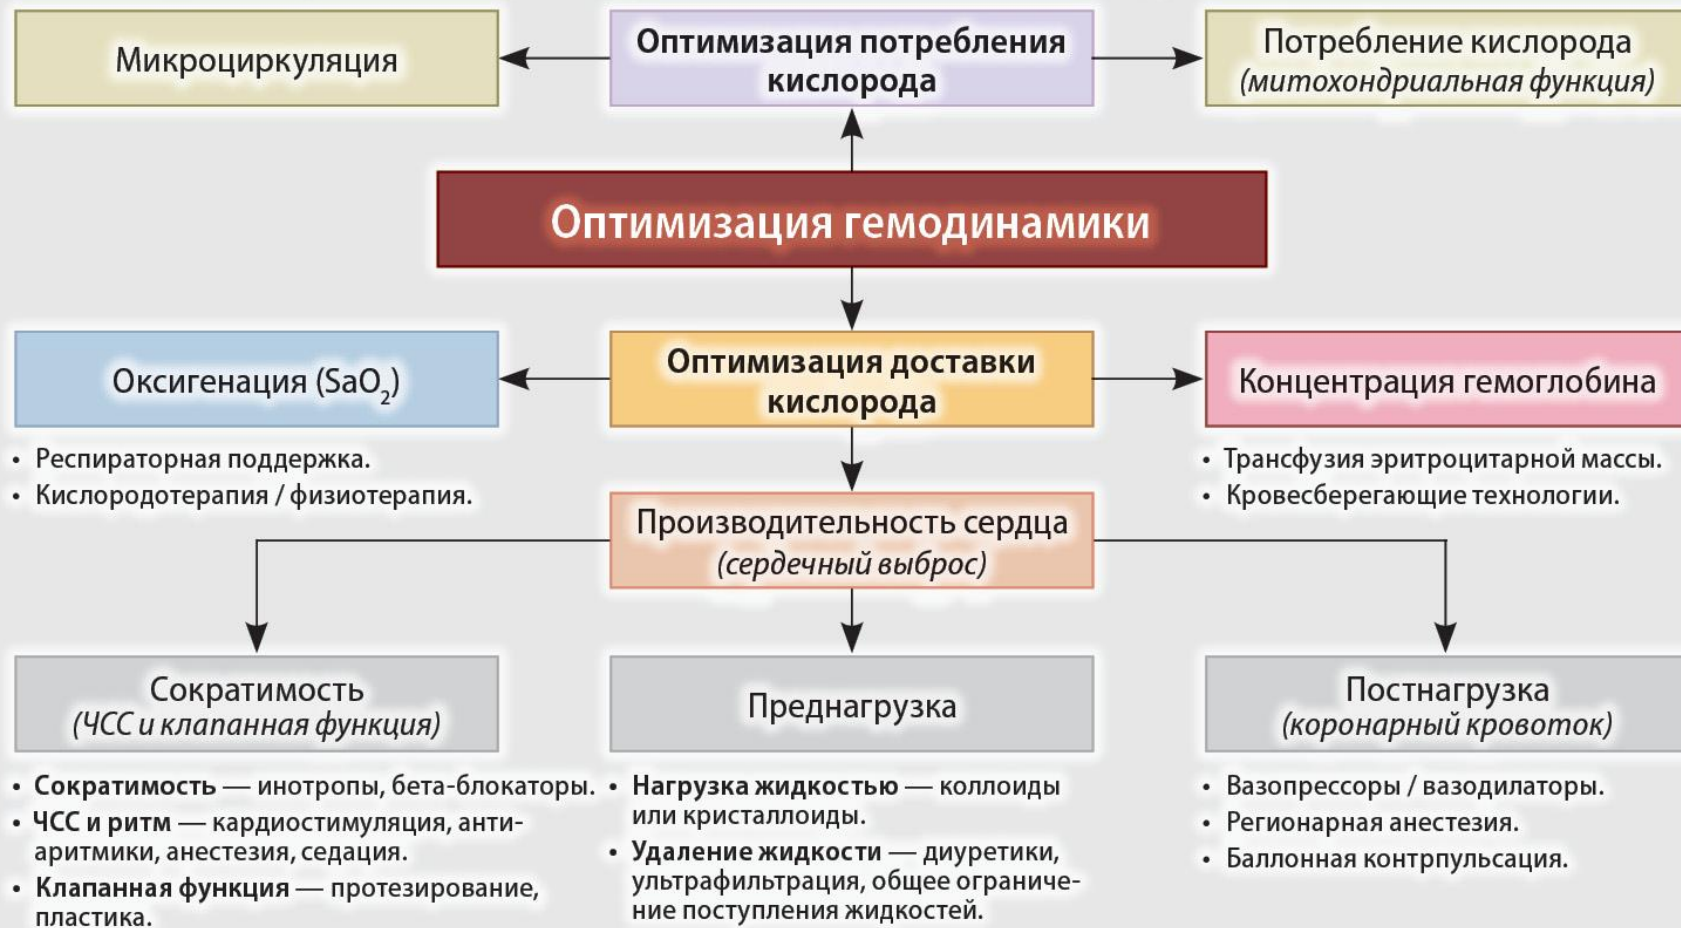 Микроциркуляция
Оптимизация потребления
кислорода
Потребление кислорода
(митохондриальная функция)
Оптимизация гемодинамики
Оксигенация (SaO₂)
Оптимизация доставки
кислорода
Концентрация гемоглобина
• Респираторная поддержка.
• Кислородотерапия / физиотерапия.
• Трансфузия эритроцитарной массы.
• Кровесберегающие технологии.
Производительность сердца
(сердечный выброс)
Сократимость
(ЧСС и клапанная функция)
Преднагрузка
Постнагрузка
(коронарный кровоток)
• Сократимость — инотропы, бета-блокаторы.
• ЧСС и ритм — кардиостимуляция, анти-
аритмики, анестезия, седация.
• Клапанная функция — протезирование,
пластика.
• Нагрузка жидкостью — коллоиды
или кристаллоиды.
• Удаление жидкости — диуретики,
ультрафильтрация, общее ограниче-
ние поступления жидкостей.
• Вазопрессоры / вазодилаторы.
• Регионарная анестезия.
• Баллонная контрпульсация.